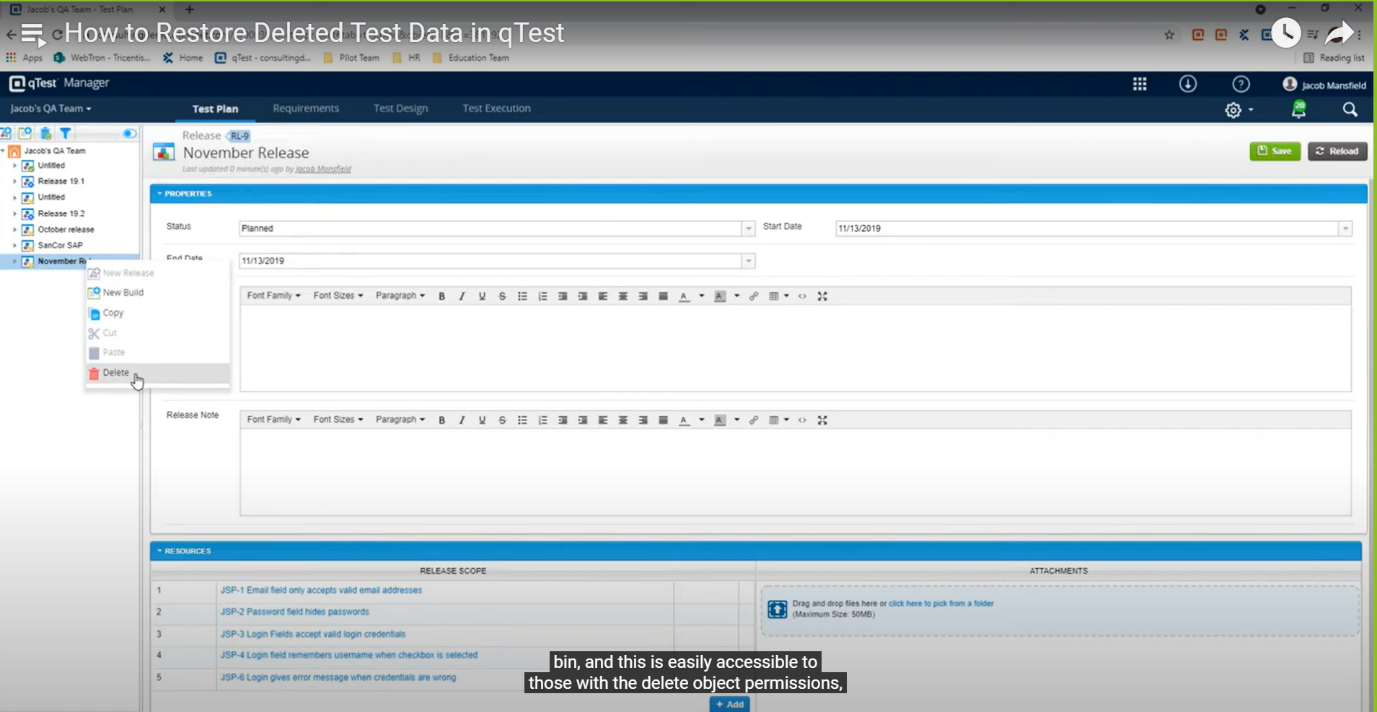 Jacob's QA Team - Test Plan
How to Restore Deleted Test Data in qTest
Apps
WebTron - Tricentis...
Home
qTest - consultingd...
Pilot Team
HR
Education Team
Reading list
qTest Manager
Jacob Mansfield
Jacob's QA Team
Test Plan
Requirements
Test Design
Test Execution
20
Jacob's QA Team
Untitled
Release 19.1
Untitled
Release 19.2
October release
SanCor SAP
November Re
New Release
New Build
Copy
Cut
Paste
Delete
Release RL-9
November Release
Last updated 0 minute(s) ago by Jacob Mansfield
Save
Reload
PROPERTIES
Status
Planned
Start Date
11/13/2019
End Date
11/13/2019
Font Family
Font Sizes
Paragraph
B I U S
A
A
Release Note
Font Family
Font Sizes
Paragraph
B I U S
A
A
RESOURCES
RELEASE SCOPE
ATTACHMENTS
1 JSP-1 Email field only accepts valid email addresses
2 JSP-2 Password field hides passwords
3 JSP-3 Login Fields accept valid login credentials
4 JSP-4 Login field remembers username when checkbox is selected
5 JSP-6 Login gives error message when credentials are wrong
Drag and drop files here or click here to pick from a folder
(Maximum Size: 50MB)
+ Add
bin, and this is easily accessible to
those with the delete object permissions,